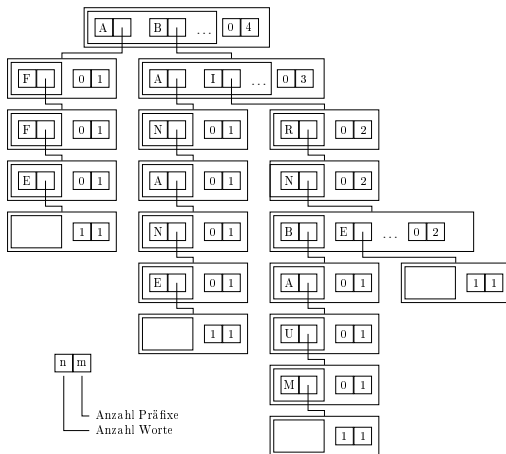 A B ... 0 4
F 0 1 A I ... 0 3
F 0 1 N 0 1 R 0 2
E 0 1 A 0 1 N 0 2
1 1 N 0 1 B E ... 0 2
E 0 1 A 0 1 1 1
1 1 U 0 1
n m M 0 1
Anzahl Präfixe
Anzahl Worte
1 1